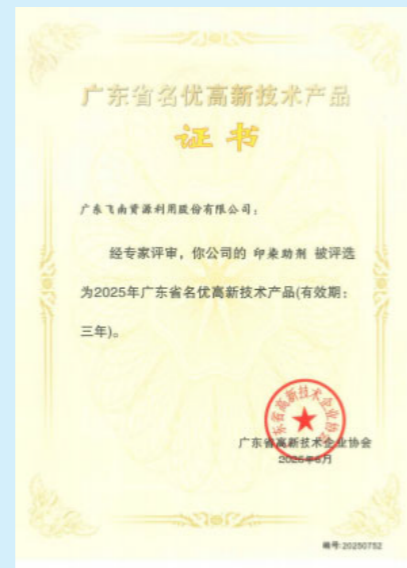 广东省名优高新技术产品
证书
广东飞南资源利用股份有限公司：
经专家评审，你公司的 印染助剂 被评选
为2025年广东省名优高新技术产品(有效期：
三年)。
广东省高新技术企业协会
编号:20250752